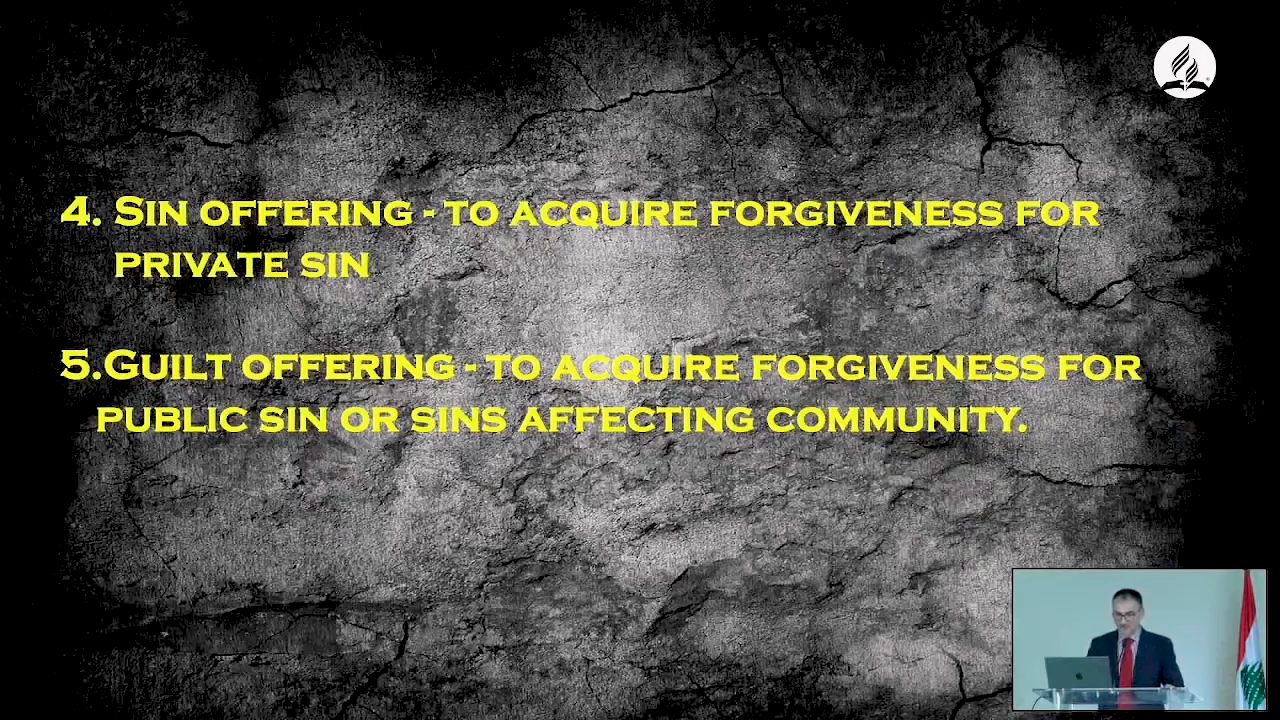 4. Sin offering - to acquire forgiveness for
private sin
5.Guilt offering - to acquire forgiveness for
public sin or sins affecting community.